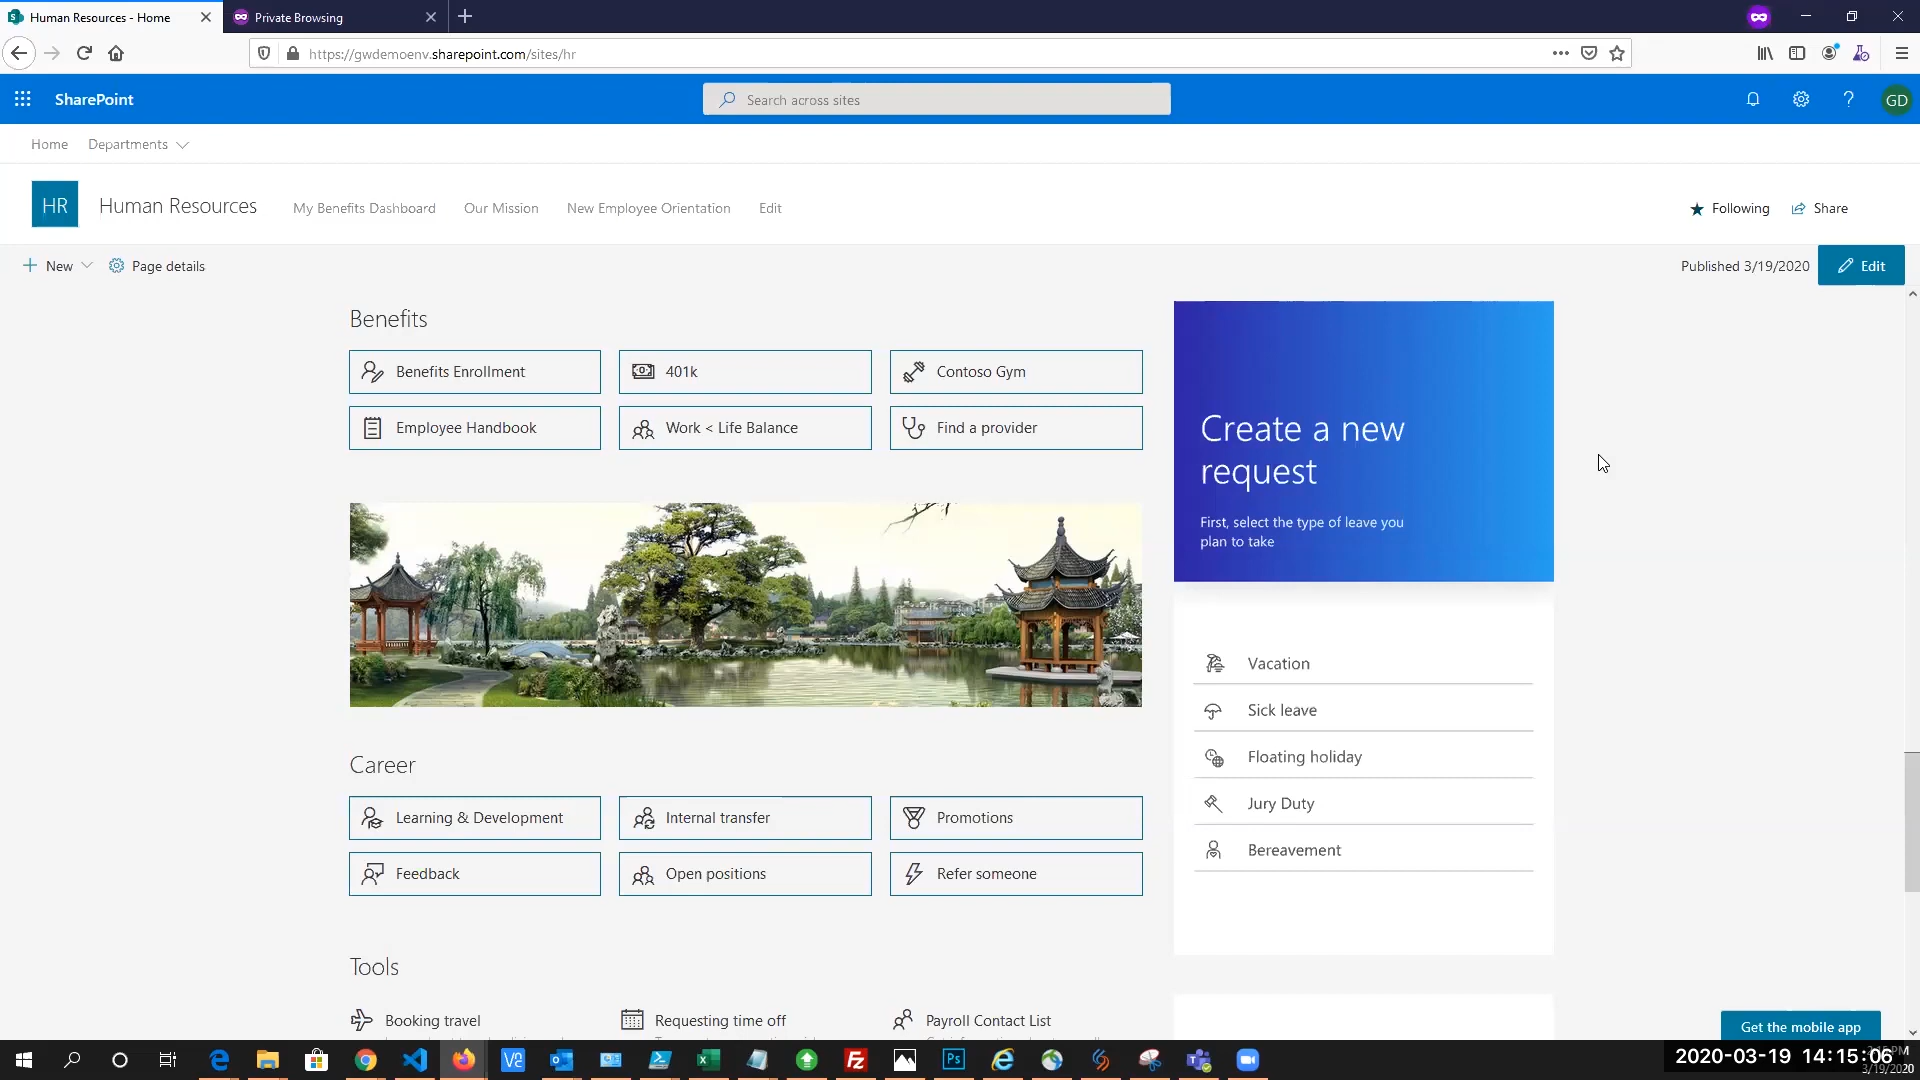 Human Resources - Home
Private Browsing
https://gwdemoenv.sharepoint.com/sites/hr
SharePoint
Search across sites
GD
Home
Departments
HR
Human Resources
My Benefits Dashboard
Our Mission
New Employee Orientation
Edit
Following
Share
New
Page details
Published 3/19/2020
Edit
Benefits
Benefits Enrollment
401k
Contoso Gym
Employee Handbook
Work < Life Balance
Find a provider
Create a new
request
First, select the type of leave you
plan to take
Vacation
Sick leave
Floating holiday
Jury Duty
Bereavement
Career
Learning & Development
Internal transfer
Promotions
Feedback
Open positions
Refer someone
Tools
Booking travel
Requesting time off
Payroll Contact List
Get the mobile app
2020-03-19 14:15:06
3/19/2020